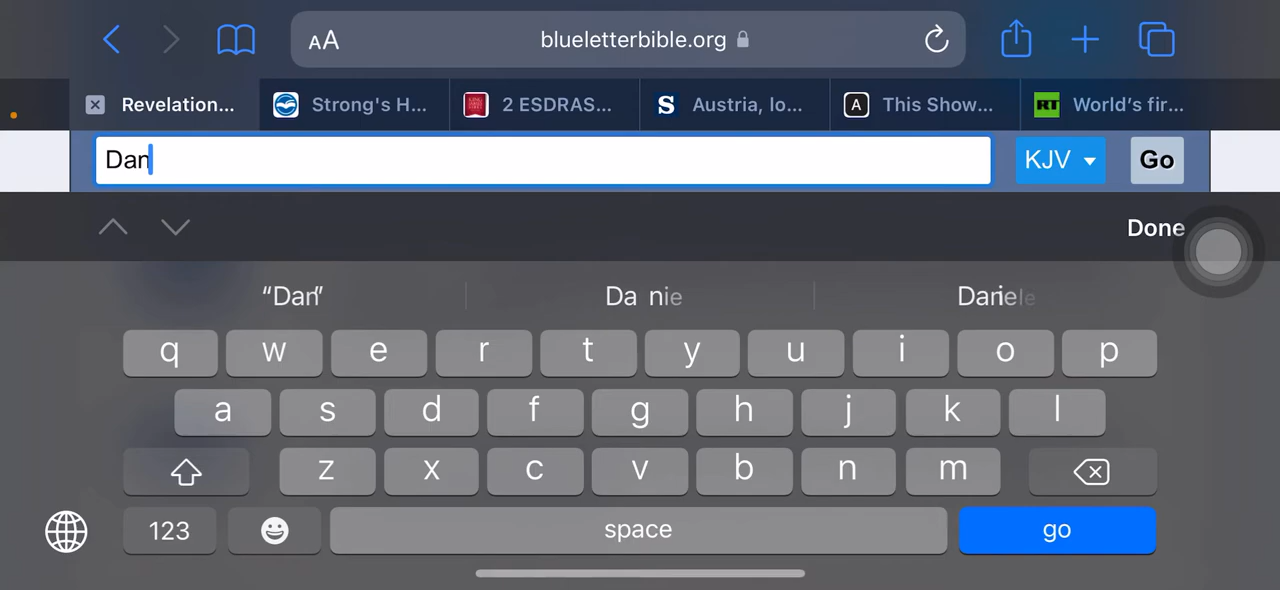 AA blueletterbible.org
Revelation... Strong's H... 2 ESDRAS... S Austria, lo... A This Show... RT World's fir...
Dan KJV Go
Done
“Dan”
q w e r t y u i o p
a s d f g h j k l
z x c v b n m
123 space go